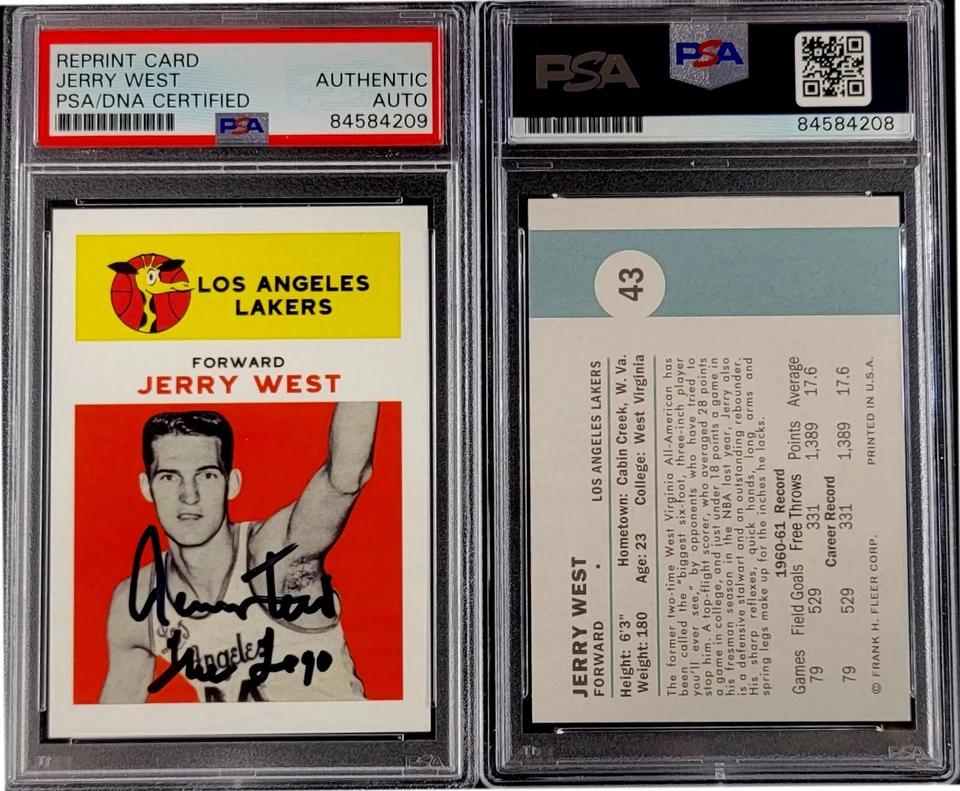 REPRINT CARD
JERRY WEST
PSA/DNA CERTIFIED
AUTHENTIC
AUTO
84584209
PSA
LOS ANGELES
LAKERS
FORWARD
JERRY WEST
Angeles
The Logo
PSA
PSA
84584208
43
JERRY WEST
FORWARD • LOS ANGELES LAKERS
Height: 6'3" Hometown: Cabin Creek, W. Va.
Weight: 180 Age: 23 College: West Virginia
The former two-time West Virginia All-American has
been called the "biggest six-foot, three-inch player
you'll ever see," by opponents who have tried to
stop him. A top-flight scorer, who averaged 28 points
a game in college, and just under 18 points a game in
his fresman season in the NBA last year, Jerry also
is a defensive stalwart and an outstanding rebounder.
His sharp reflexes, quick hands, long arms and
spring legs make up for the inches he lacks.
1960-61 Record
Games Field Goals Free Throws Points Average
79 529 331 1,389 17.6
Career Record
79 529 331 1,389 17.6
© FRANK H. FLEER CORP. PRINTED IN U.S.A.
PSA
PSA